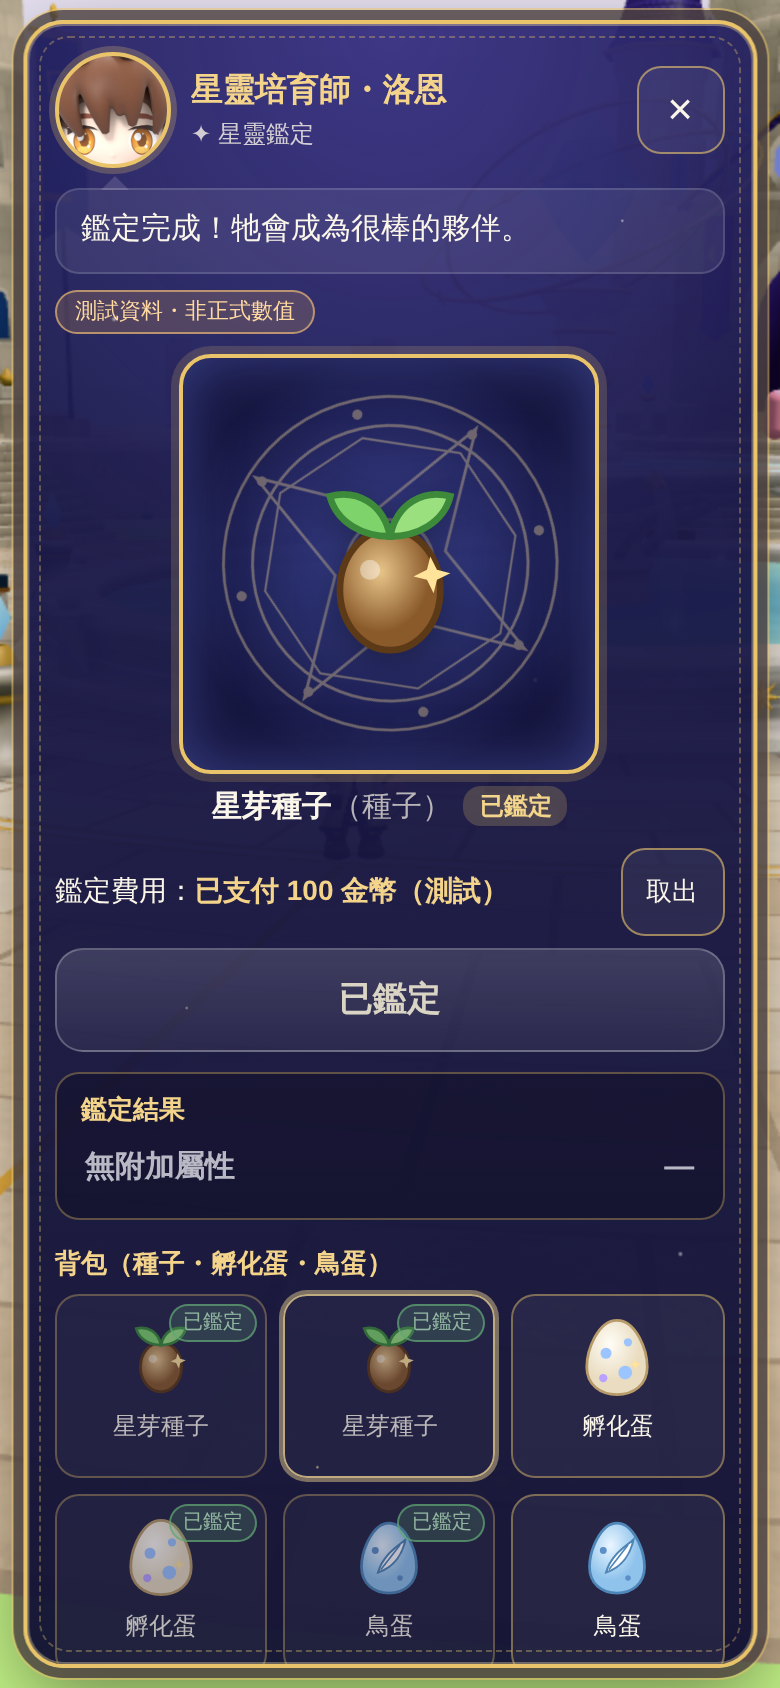 星靈培育師・洛恩
✦ 星靈鑑定
✕
鑑定完成！牠會成為很棒的夥伴。
測試資料・非正式數值
星芽種子（種子） 已鑑定
鑑定費用：已支付 100 金幣（測試） 取出
已鑑定
鑑定結果
無附加屬性 —
背包（種子・孵化蛋・鳥蛋）
已鑑定 已鑑定
星芽種子 星芽種子 孵化蛋
已鑑定 已鑑定
孵化蛋 鳥蛋 鳥蛋